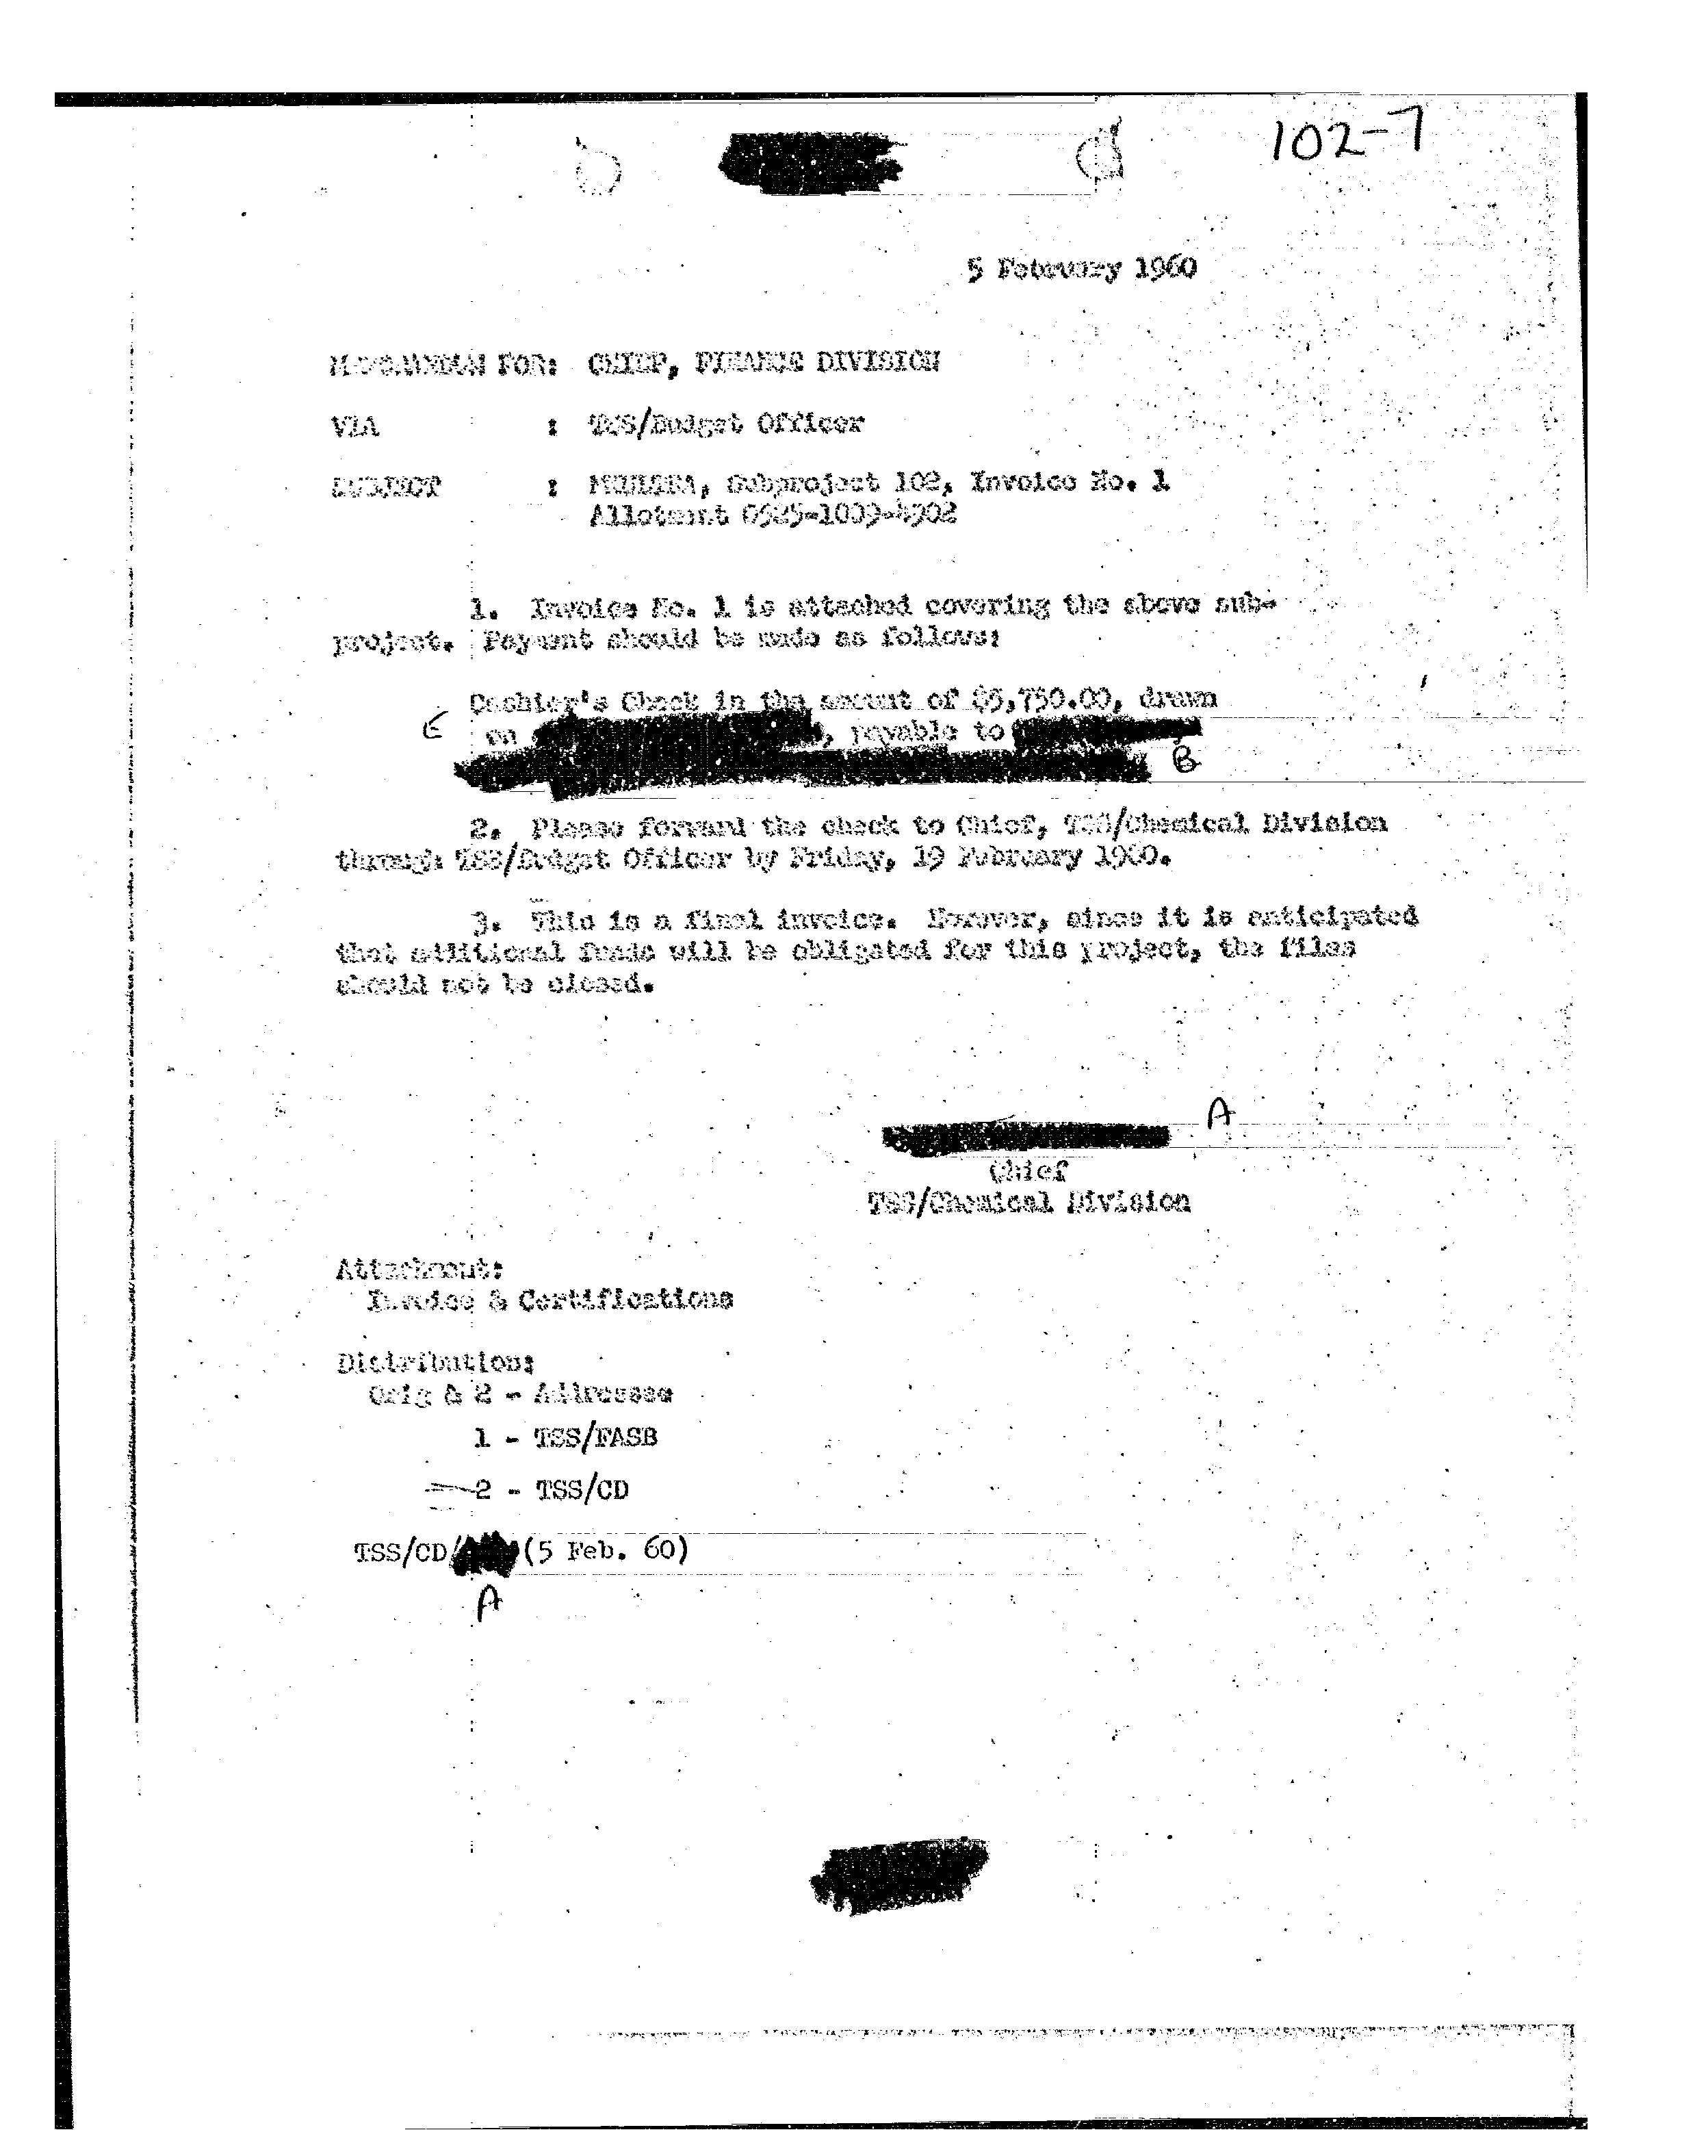 102-7
5 February 1960
MEMORANDUM FOR: CHIEF, FINANCE DIVISION
VIA : TSS/Budget Officer
SUBJECT : MKULTRA, Subproject 102, Invoice No. 1
Allotment 0525-1009-4902
1. Invoice No. 1 is attached covering the above sub-
project. Payment should be made as follows:
Cashier's Check in the amount of $5,750.00, drawn
E on , payable to
B
2. Please forward the check to Chief, TSS/Chemical Division
through TSS/Budget Officer by Friday, 19 February 1960.
3. This is a final invoice. However, since it is anticipated
that additional funds will be obligated for this project, the files
should not be closed.
A
Chief
TSS/Chemical Division
Attachment:
Invoice & Certifications
Distribution:
Orig & 2 - Addressee
1 - TSS/FASB
2 - TSS/CD
TSS/CD/ (5 Feb. 60)
A